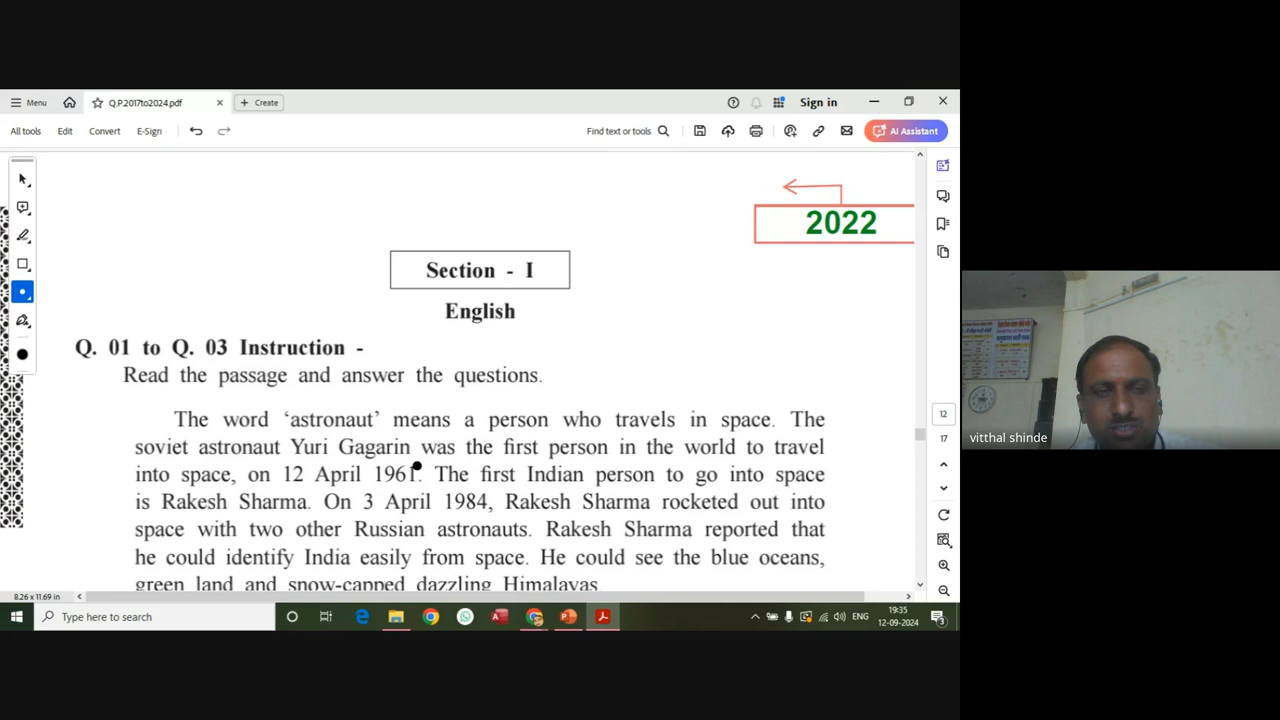 Menu
Q.P.2017to2024.pdf
Create
Sign in
All tools
Edit
Convert
E-Sign
Find text or tools
AI Assistant
2022
Section - I
English
Q. 01 to Q. 03 Instruction -
Read the passage and answer the questions.
The word ‘astronaut’ means a person who travels in space. The
soviet astronaut Yuri Gagarin was the first person in the world to travel
into space, on 12 April 1961. The first Indian person to go into space
is Rakesh Sharma. On 3 April 1984, Rakesh Sharma rocketed out into
space with two other Russian astronauts. Rakesh Sharma reported that
he could identify India easily from space. He could see the blue oceans,
green land and snow-capped dazzling Himalayas
12
17
8.26 x 11.69 in
Type here to search
ENG
19:35
12-09-2024
3
vitthal shinde